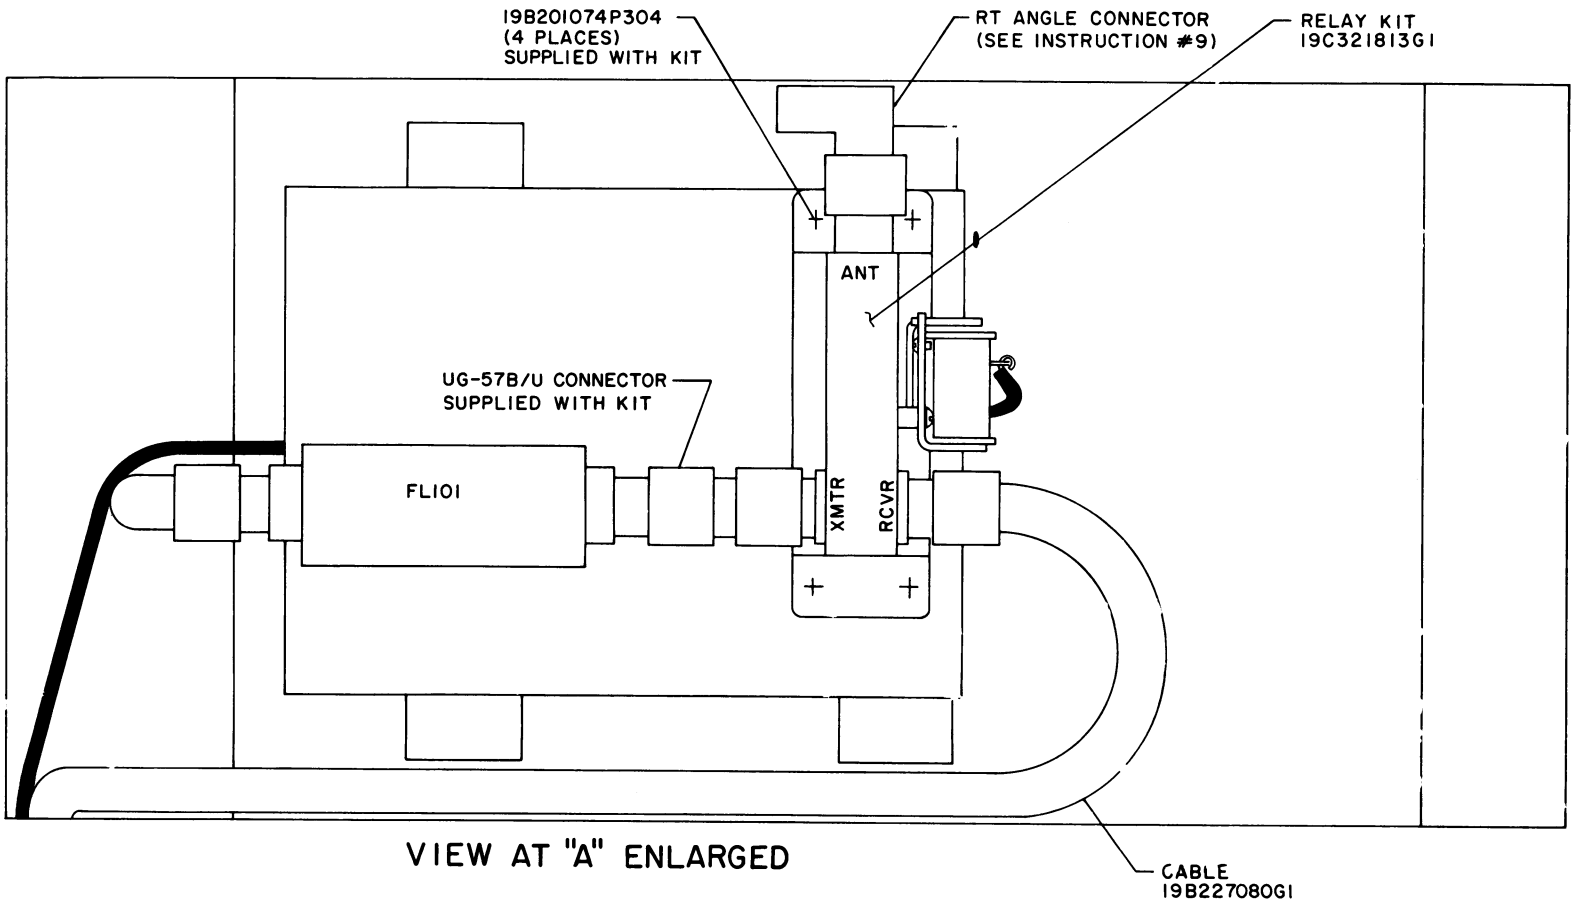 19B201074P304
(4 PLACES)
SUPPLIED WITH KIT
RT ANGLE CONNECTOR
(SEE INSTRUCTION #9)
RELAY KIT
19C321813G1
ANT
UG-57B/U CONNECTOR
SUPPLIED WITH KIT
FL101
XMTR
RCVR
VIEW AT "A" ENLARGED
CABLE
19B227080G1